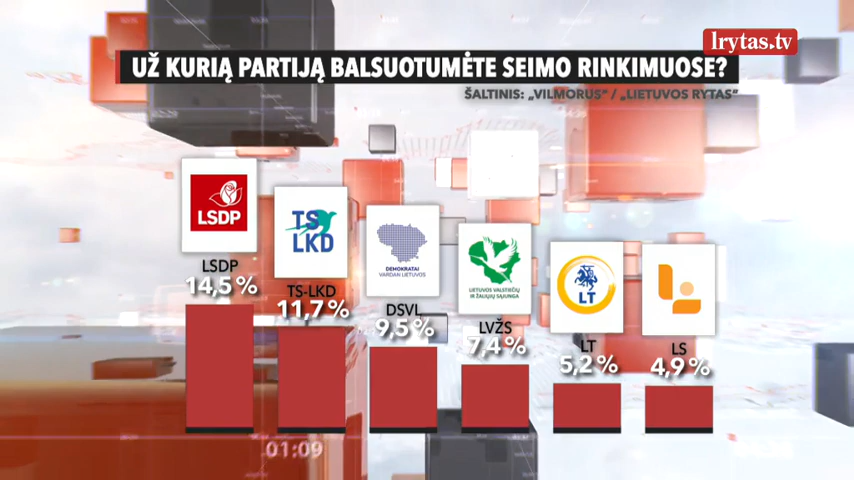 lrytas.tv
UŽ KURIĄ PARTIJĄ BALSUOTUMĖTE SEIMO RINKIMUOSE?
ŠALTINIS: „VILMORUS" / „LIETUVOS RYTAS"
LSDP
LSDP
14,5 %
TS
LKD
TS-LKD
11,7 %
DEMOKRATAI
VARDAN LIETUVOS
DSVL
9,5 %
LIETUVOS VALSTIEČIŲ
IR ŽALIŲJŲ SĄJUNGA
LVŽS
7,4 %
LT
LT
5,2 %
LS
4,9 %
01:09